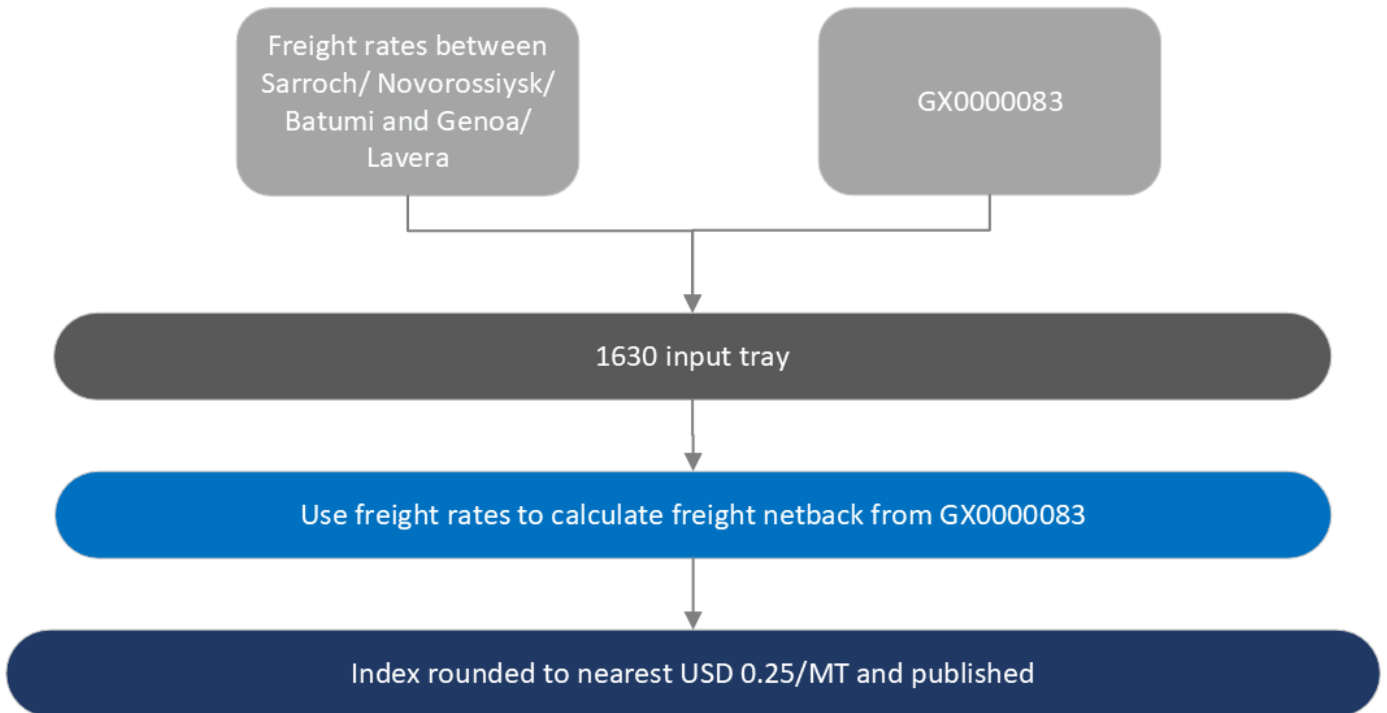 Freight rates between
Sarroch/ Novorossiysk/
Batumi and Genoa/
Lavera
GX0000083
1630 input tray
Use freight rates to calculate freight netback from GX0000083
Index rounded to nearest USD 0.25/MT and published